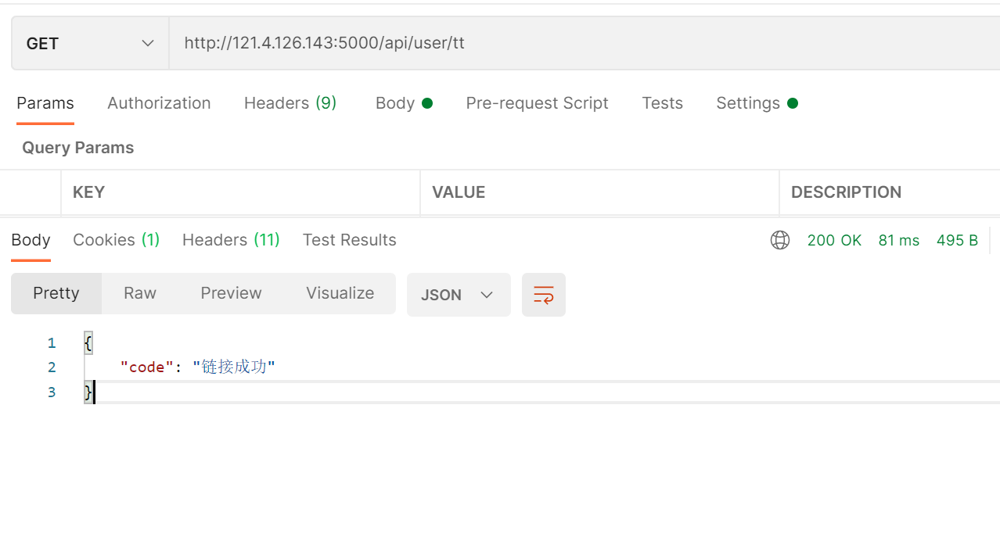 GET http://121.4.126.143:5000/api/user/tt
Params Authorization Headers (9) Body Pre-request Script Tests Settings
Query Params
KEY VALUE DESCRIPTION
Body Cookies (1) Headers (11) Test Results 200 OK 81 ms 495 B
Pretty Raw Preview Visualize JSON
1 {
2 "code": "链接成功"
3 }